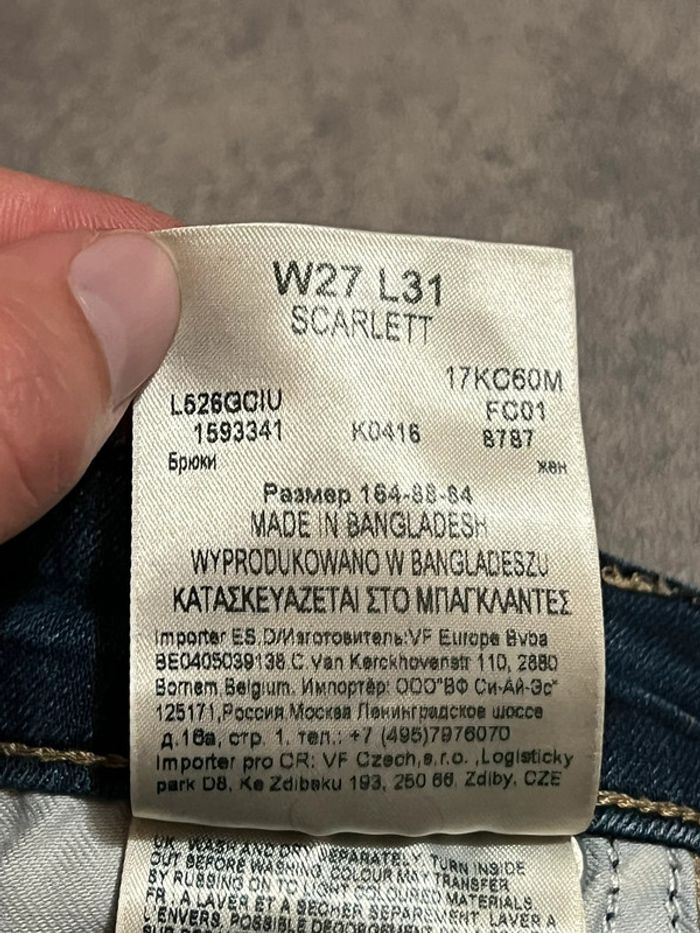 W27 L31
SCARLETT
17KC60M
L526GCIU FC01
1593341 K0416 8787
Брюки жен
Размер 164-88-84
MADE IN BANGLADESH
WYPRODUKOWANO W BANGLADESZU
ΚΑΤΑΣΚΕΥΑΖΕΤΑΙ ΣΤΟ ΜΠΑΓΚΛΑΝΤΕΣ
Importer ES.D/Изготовитель:VF Europe Bvba
BE0405039138.C.Van Kerckhovenstr 110, 2880
Bornem,Belgium. Импортёр: ООО"ВФ Си-Ай-Эс"
125171,Россия,Москва Ленинградское шоссе
д.16а, стр. 1, тел.: +7 (495)7976070
Importer pro CR: VF Czech,s.r.o. ,Logisticky
park D8, Ke Zdibsku 193, 250 66 Zdiby, CZE
UK WASH AND DRY SEPARATELY, TURN INSIDE
OUT BEFORE WASHING, COLOUR MAY TRANSFER
BY RUBBING ON TO LIGHT COLOURED MATERIALS.
FR , A LAVER ET A SECHER SEPAREMENT, LAVER A
L'ENVERS, POSSIBLE